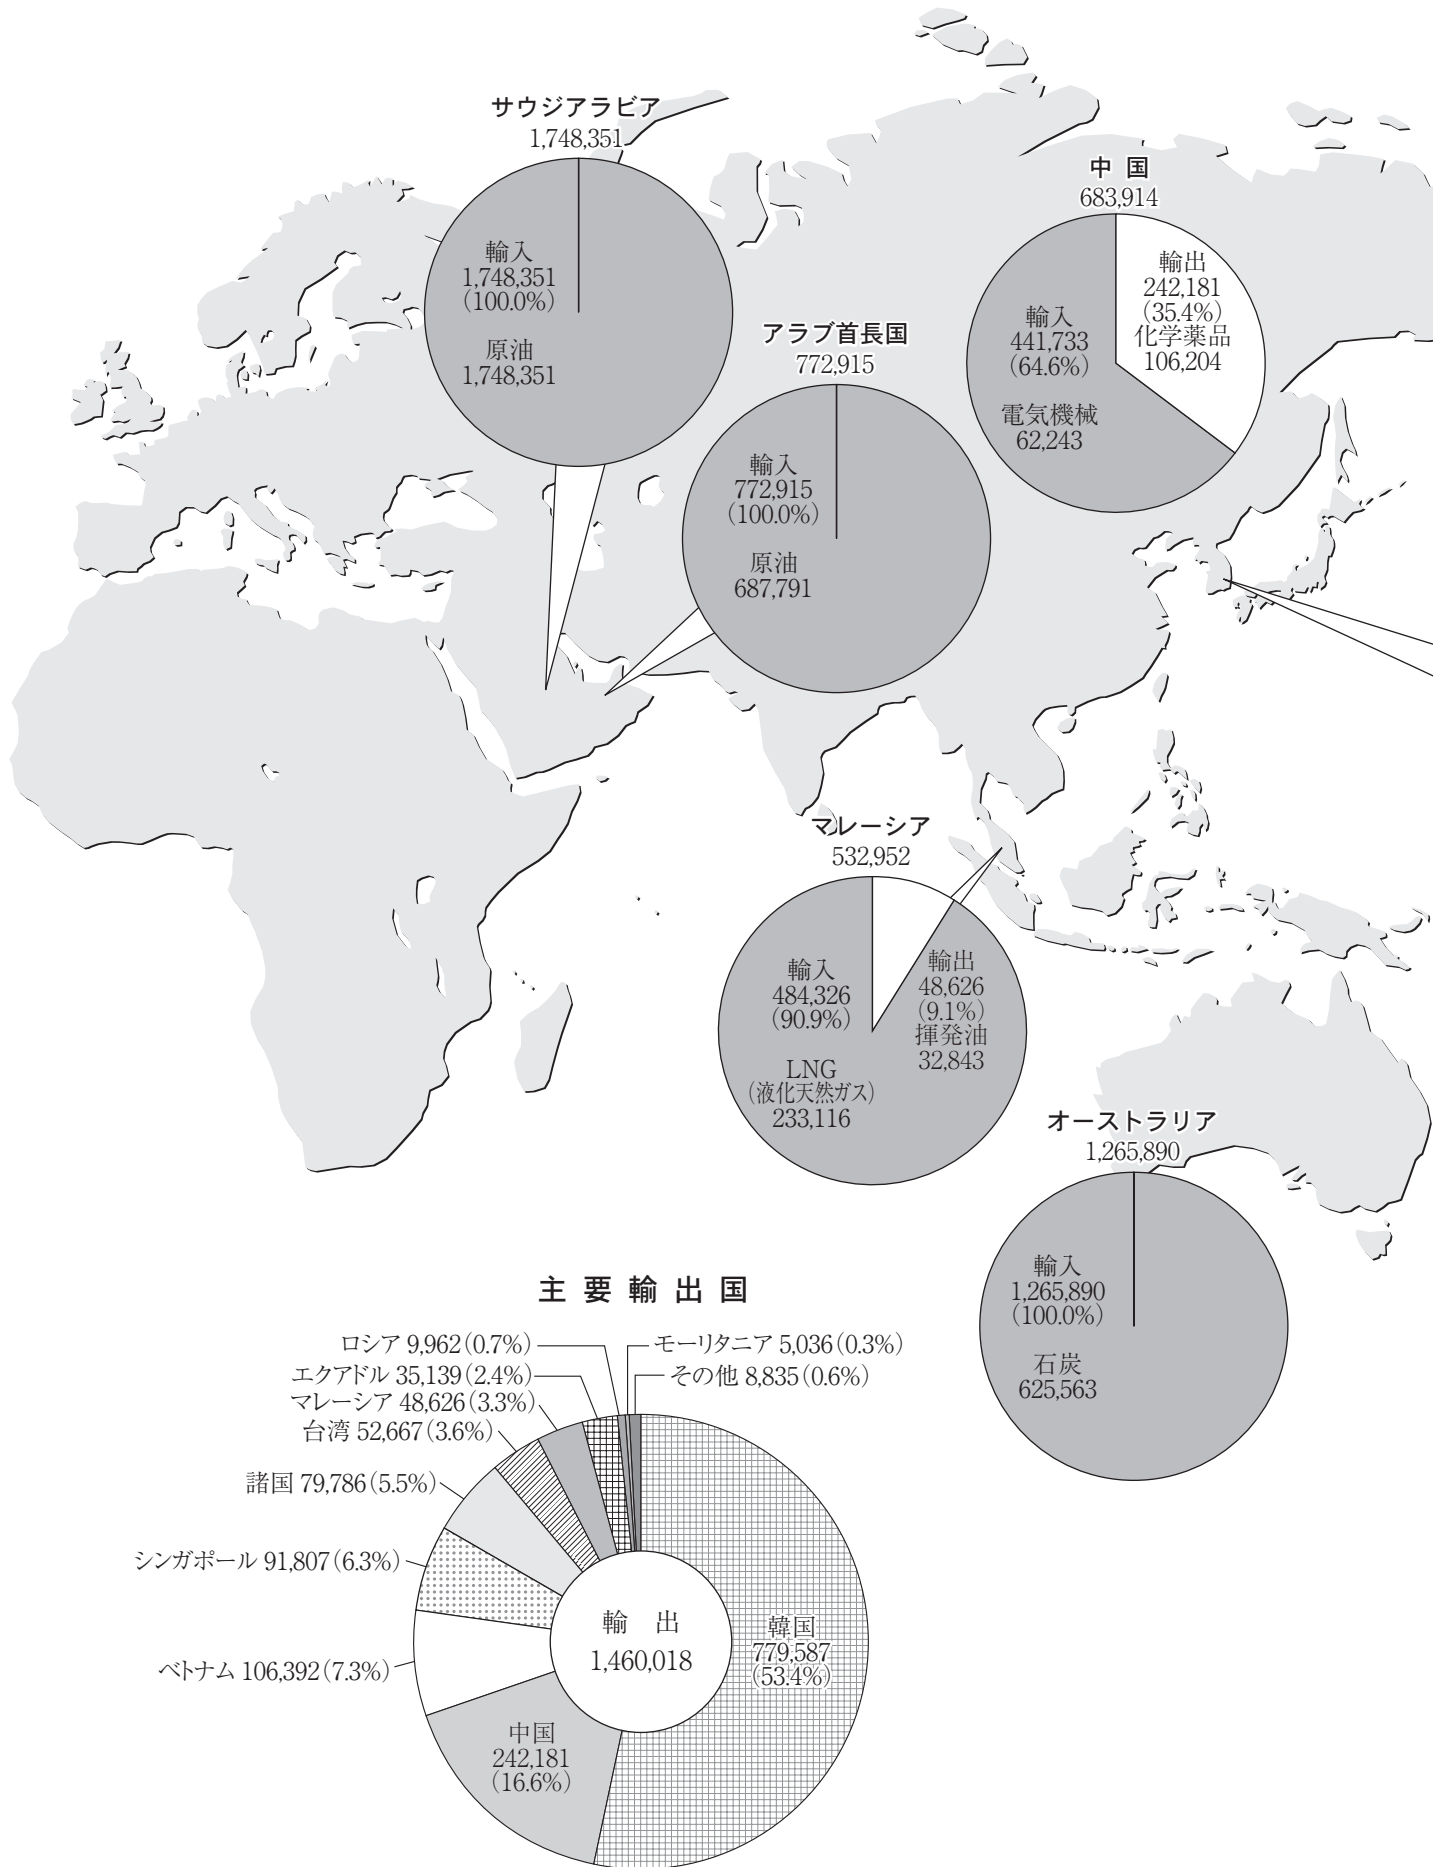 サウジアラビア
1,748,351
輸入
1,748,351
(100.0%)
原油
1,748,351
中国
683,914
輸出
242,181
(35.4%)
化学薬品
106,204
輸入
441,733
(64.6%)
電気機械
62,243
アラブ首長国
772,915
輸入
772,915
(100.0%)
原油
687,791
マレーシア
532,952
輸入
484,326
(90.9%)
LNG
(液化天然ガス)
233,116
輸出
48,626
(9.1%)
揮発油
32,843
オーストラリア
1,265,890
輸入
1,265,890
(100.0%)
石炭
625,563
主要輸出国
ロシア 9,962(0.7%)
モーリタニア 5,036(0.3%)
エクアドル 35,139(2.4%)
その他 8,835(0.6%)
マレーシア 48,626(3.3%)
台湾 52,667(3.6%)
諸国 79,786(5.5%)
シンガポール 91,807(6.3%)
ベトナム 106,392(7.3%)
輸出
1,460,018
韓国
779,587
(53.4%)
中国
242,181
(16.6%)